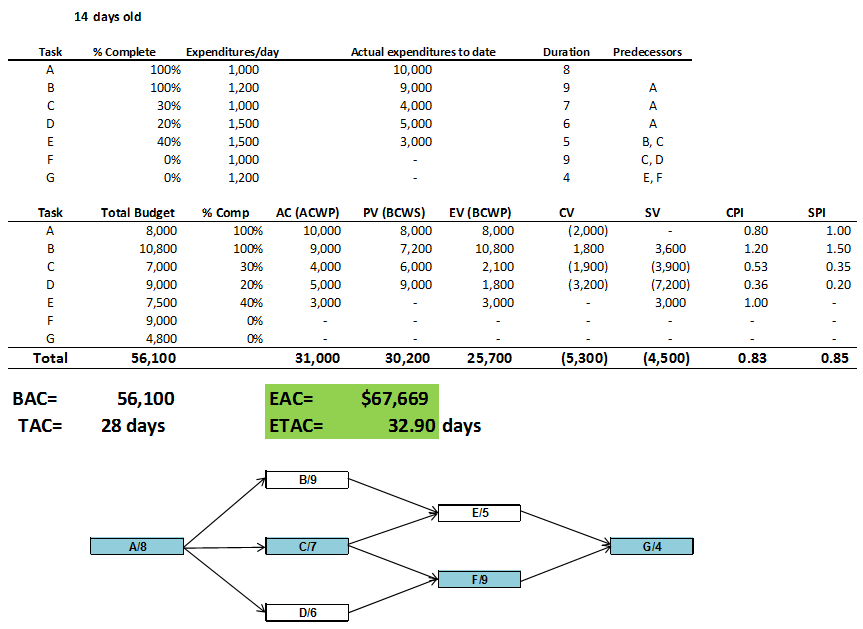 14 days old
Task % Complete Expenditures/day Actual expenditures to date Duration Predecessors
A 100% 1,000 10,000 8
B 100% 1,200 9,000 9 A
C 30% 1,000 4,000 7 A
D 20% 1,500 5,000 6 A
E 40% 1,500 3,000 5 B, C
F 0% 1,000 - 9 C, D
G 0% 1,200 - 4 E, F
Task Total Budget % Comp AC (ACWP) PV (BCWS) EV (BCWP) CV SV CPI SPI
A 8,000 100% 10,000 8,000 8,000 (2,000) - 0.80 1.00
B 10,800 100% 9,000 7,200 10,800 1,800 3,600 1.20 1.50
C 7,000 30% 4,000 6,000 2,100 (1,900) (3,900) 0.53 0.35
D 9,000 20% 5,000 9,000 1,800 (3,200) (7,200) 0.36 0.20
E 7,500 40% 3,000 - 3,000 - 3,000 1.00 -
F 9,000 0% - - - - - - -
G 4,800 0% - - - - - - -
Total 56,100 31,000 30,200 25,700 (5,300) (4,500) 0.83 0.85
BAC= 56,100 EAC= $67,669
TAC= 28 days ETAC= 32.90 days
B/9
E/5
A/8 C/7 G/4
F/9
D/6